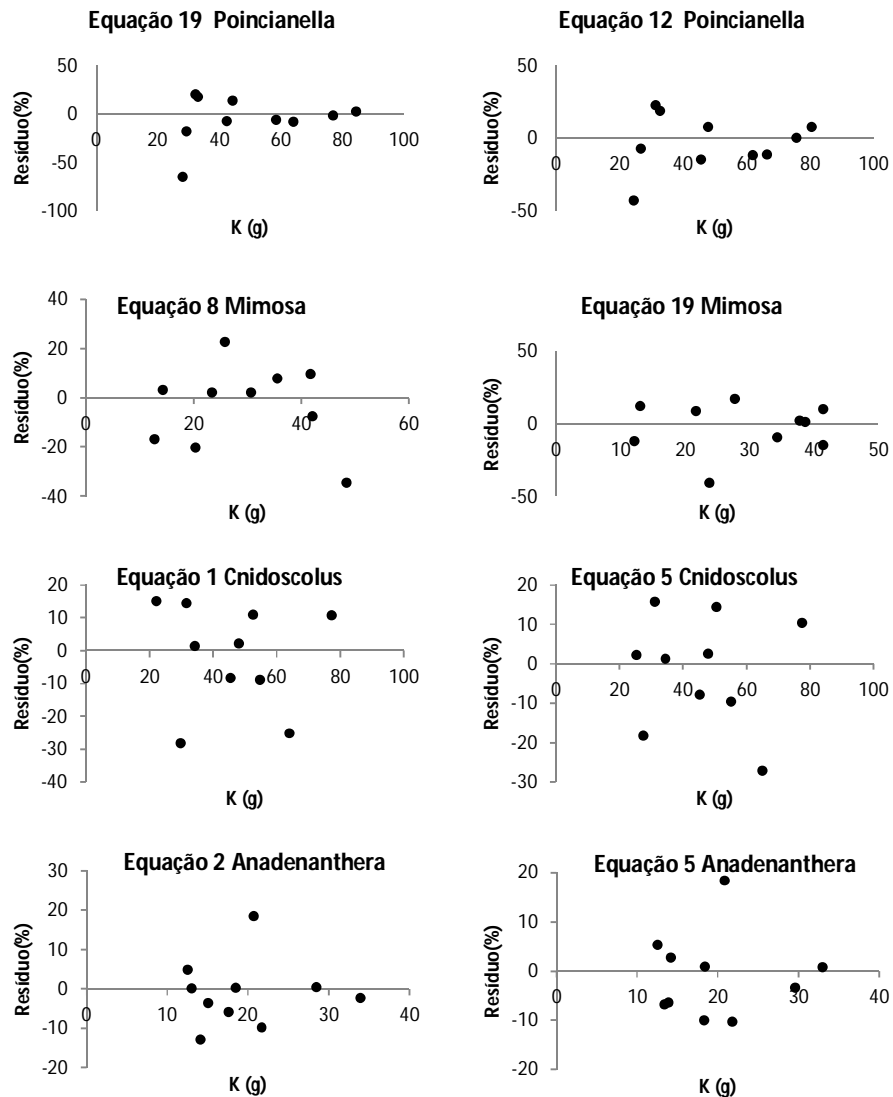 Equação 19 Poincianella
50
0
-50
-100
0 20 40 60 80 100
Resíduo(%)
K (g)
Equação 12 Poincianella
50
0
-50
0 20 40 60 80 100
Resíduo(%)
K (g)
Equação 8 Mimosa
40
20
0
-20
-40
0 20 40 60
Resíduo(%)
K (g)
Equação 19 Mimosa
50
0
-50
0 10 20 30 40 50
Resíduo(%)
K (g)
Equação 1 Cnidoscolus
20
10
0
-10
-20
-30
-40
0 20 40 60 80 100
Resíduo(%)
K (g)
Equação 5 Cnidoscolus
20
10
0
-10
-20
-30
0 20 40 60 80 100
Resíduo(%)
K (g)
Equação 2 Anadenanthera
30
20
10
0
-10
-20
0 10 20 30 40
Resíduo(%)
K (g)
Equação 5 Anadenanthera
20
10
0
-10
-20
0 10 20 30 40
Resíduo(%)
K (g)